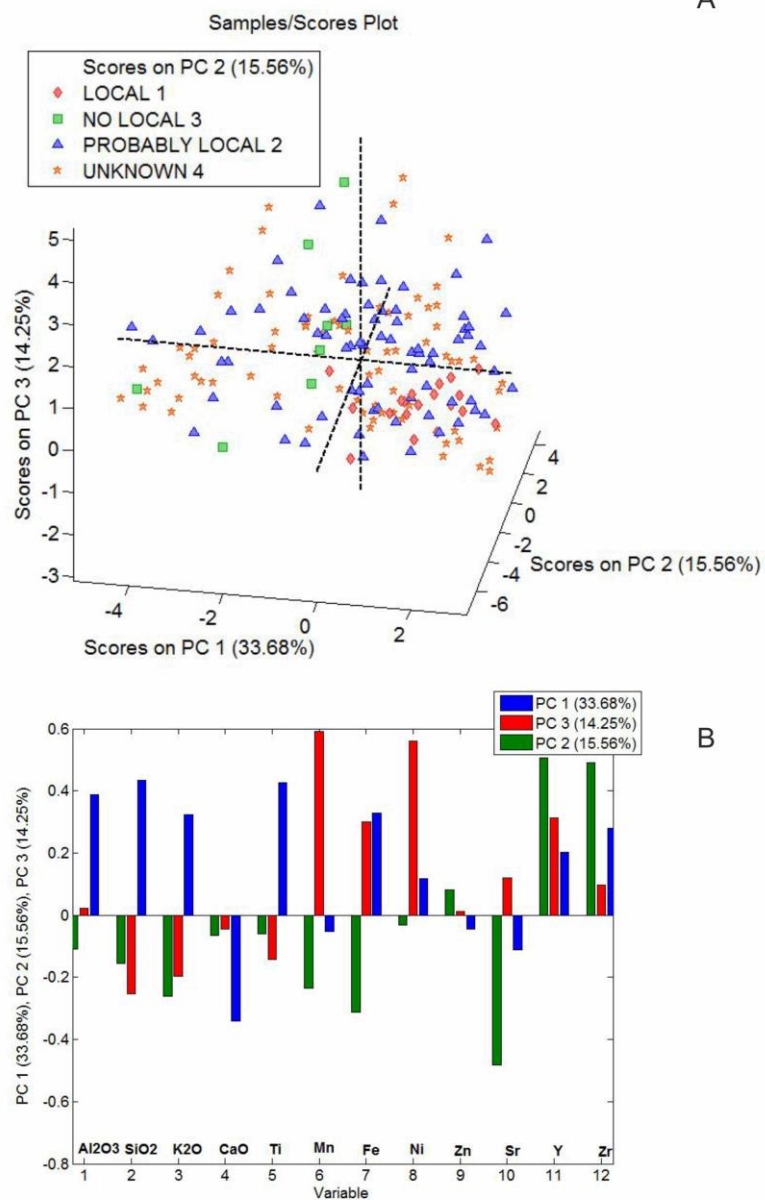 A
Samples/Scores Plot
Scores on PC 2 (15.56%)
LOCAL 1
NO LOCAL 3
PROBABLY LOCAL 2
UNKNOWN 4
Scores on PC 3 (14.25%)
5
4
3
2
1
0
-1
-2
-3
-4
-2
0
2
Scores on PC 1 (33.68%)
4
2
0
-2
-4
-6
Scores on PC 2 (15.56%)
B
PC 1 (33.68%)
PC 3 (14.25%)
PC 2 (15.56%)
PC 1 (33.68%), PC 2 (15.56%), PC 3 (14.25%)
0.6
0.4
0.2
0
-0.2
-0.4
-0.6
-0.8
Al2O3 SiO2 K2O CaO Ti Mn Fe Ni Zn Sr Y Zr
1 2 3 4 5 6 7 8 9 10 11 12
Variable